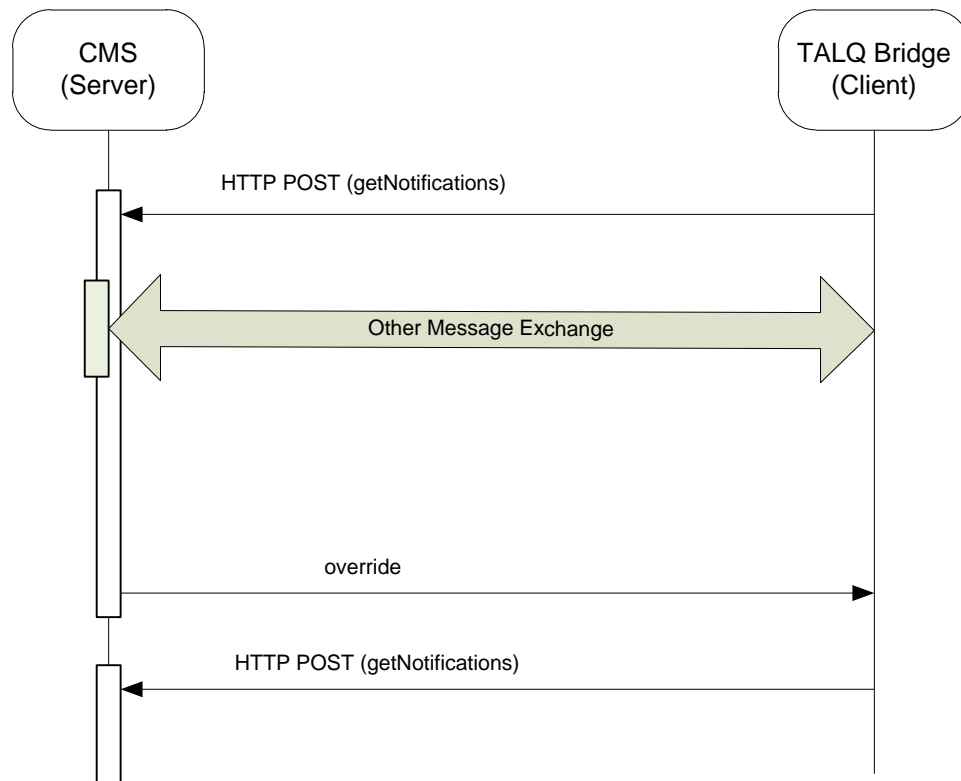 CMS
(Server)
TALQ Bridge
(Client)
HTTP POST (getNotifications)
Other Message Exchange
override
HTTP POST (getNotifications)